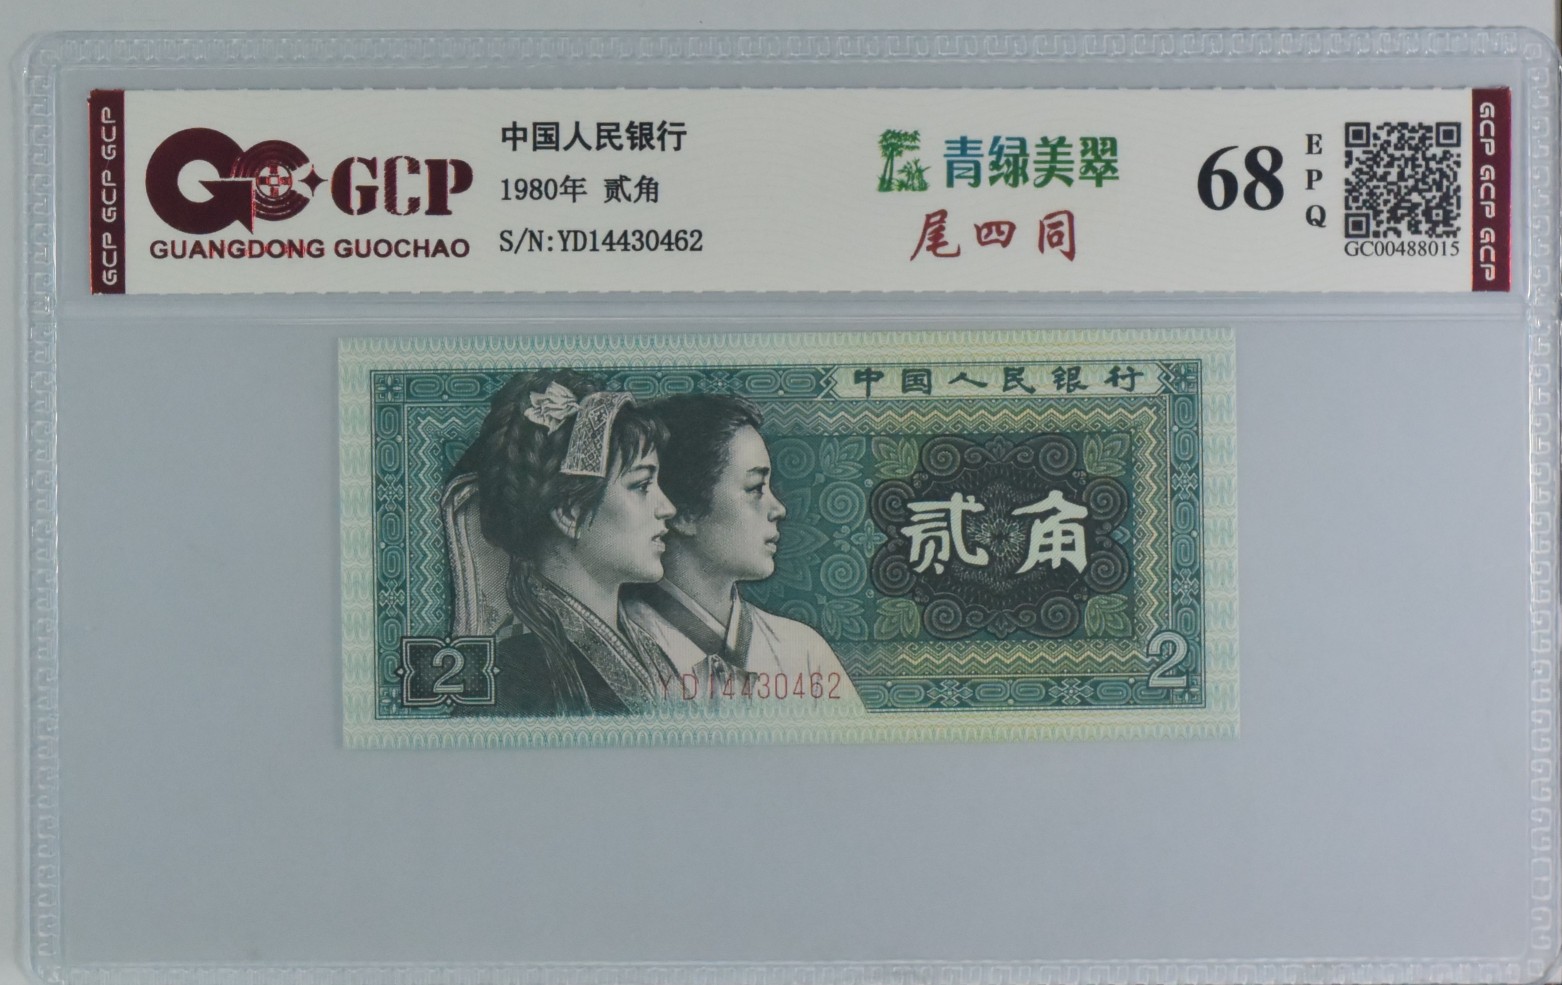 GCP GCP GCP
GCP
GUANGDONG GUOCHAO
中国人民银行
1980年 贰角
S/N:YD14430462
青绿美翠
尾四同
68
EPQ
GC00488015
GCP GCP GCP
中国人民银行
贰角
2
2
YD14430462